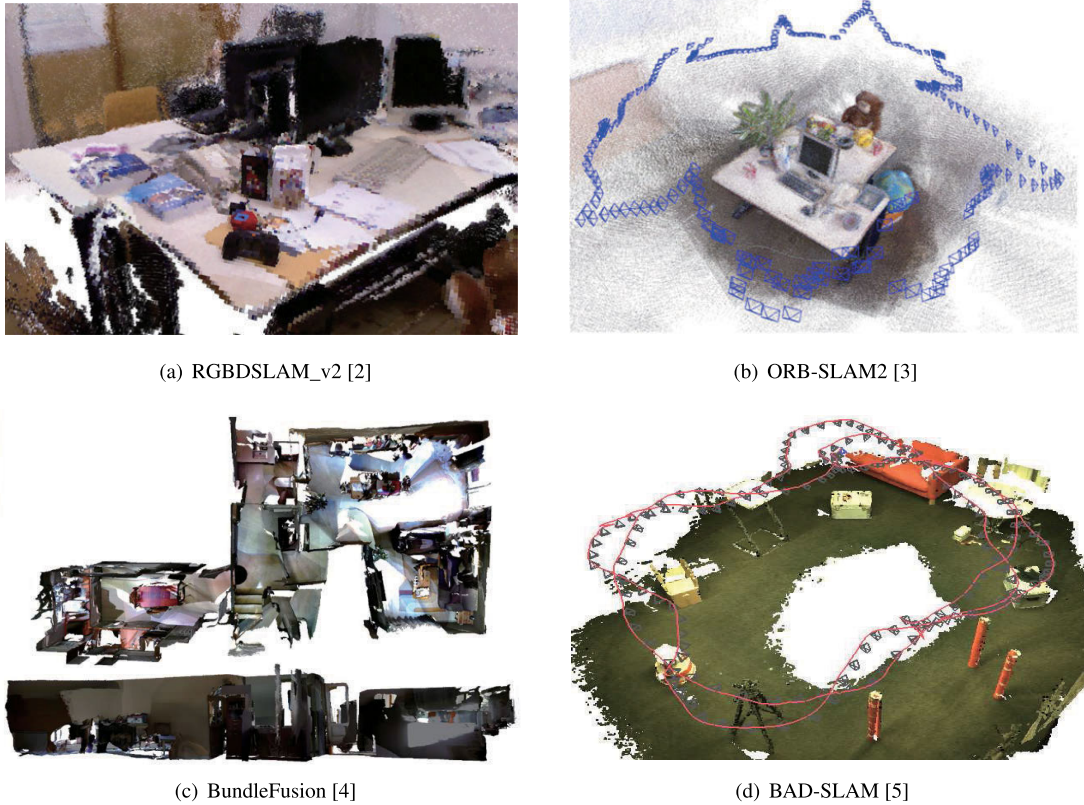 (a) RGBDSLAM_v2 [2]
(b) ORB-SLAM2 [3]
(c) BundleFusion [4]
(d) BAD-SLAM [5]